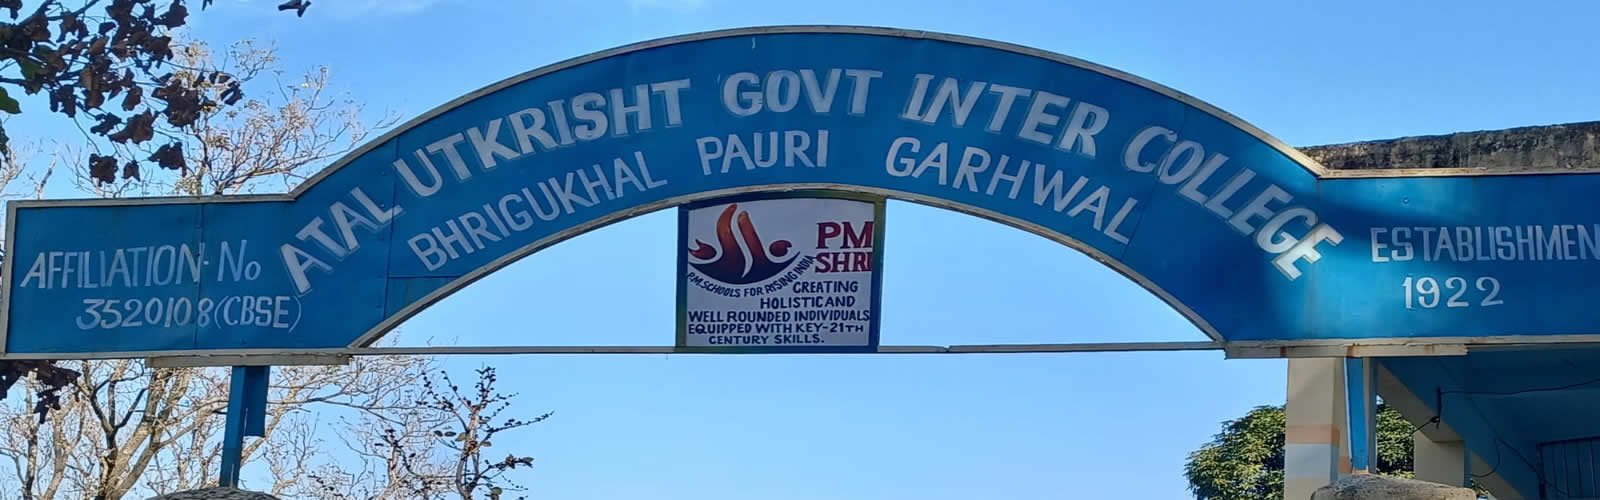 ATAL UTKRISHT GOVT INTER COLLEGE
BHRIGUKHAL PAURI GARHWAL
AFFILIATION No
3520108(CBSE)
PM
SHRI
P.M.SCHOOLS FOR RISING INDIA
CREATING
HOLISTIC AND
WELL ROUNDED INDIVIDUALS
EQUIPPED WITH KEY-21TH
CENTURY SKILLS.
ESTABLISHMEN
1922